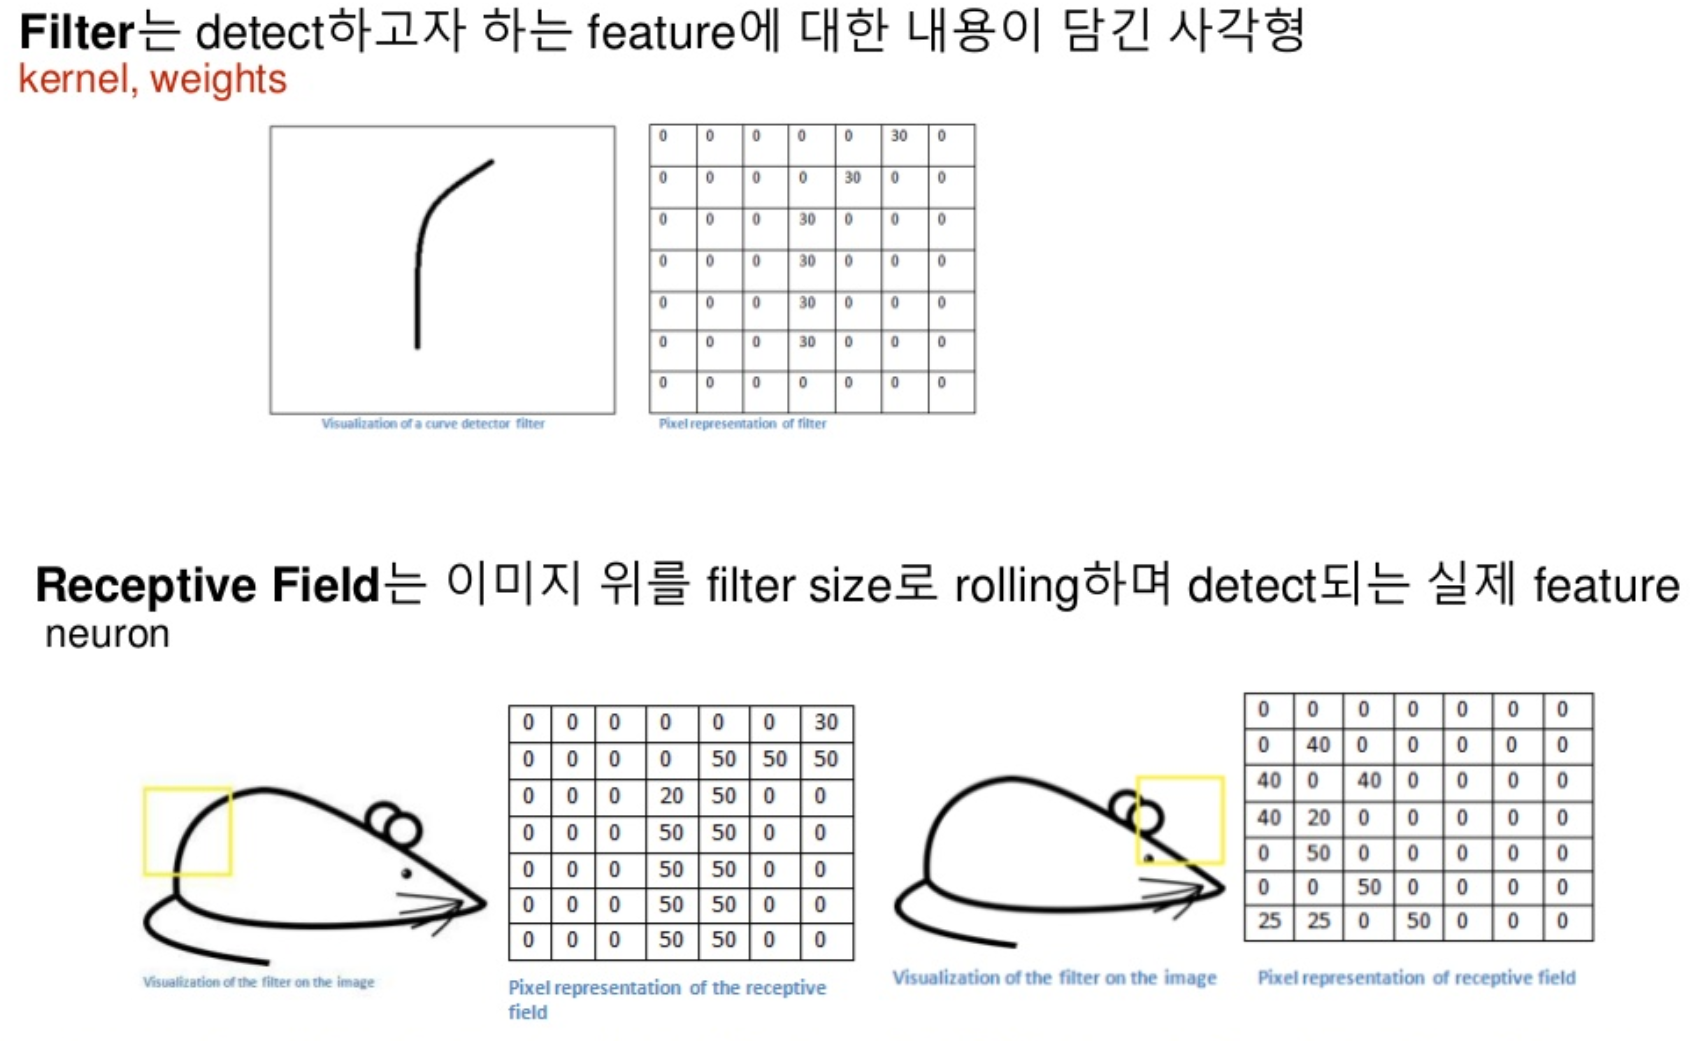 Filter는 detect하고자 하는 feature에 대한 내용이 담긴 사각형
kernel, weights
0 0 0 0 0 30 0
0 0 0 0 30 0 0
0 0 0 30 0 0 0
0 0 0 30 0 0 0
0 0 0 30 0 0 0
0 0 0 30 0 0 0
0 0 0 0 0 0 0
Visualization of a curve detector filter
Pixel representation of filter
Receptive Field는 이미지 위를 filter size로 rolling하며 detect되는 실제 feature
neuron
0 0 0 0 0 0 30
0 0 0 0 50 50 50
0 0 0 20 50 0 0
0 0 0 50 50 0 0
0 0 0 50 50 0 0
0 0 0 50 50 0 0
0 0 0 50 50 0 0
Visualization of the filter on the image
Pixel representation of the receptive
field
0 0 0 0 0 0 0
0 40 0 0 0 0 0
40 0 40 0 0 0 0
40 20 0 0 0 0 0
0 50 0 0 0 0 0
0 0 50 0 0 0 0
25 25 0 50 0 0 0
Visualization of the filter on the image
Pixel representation of receptive field